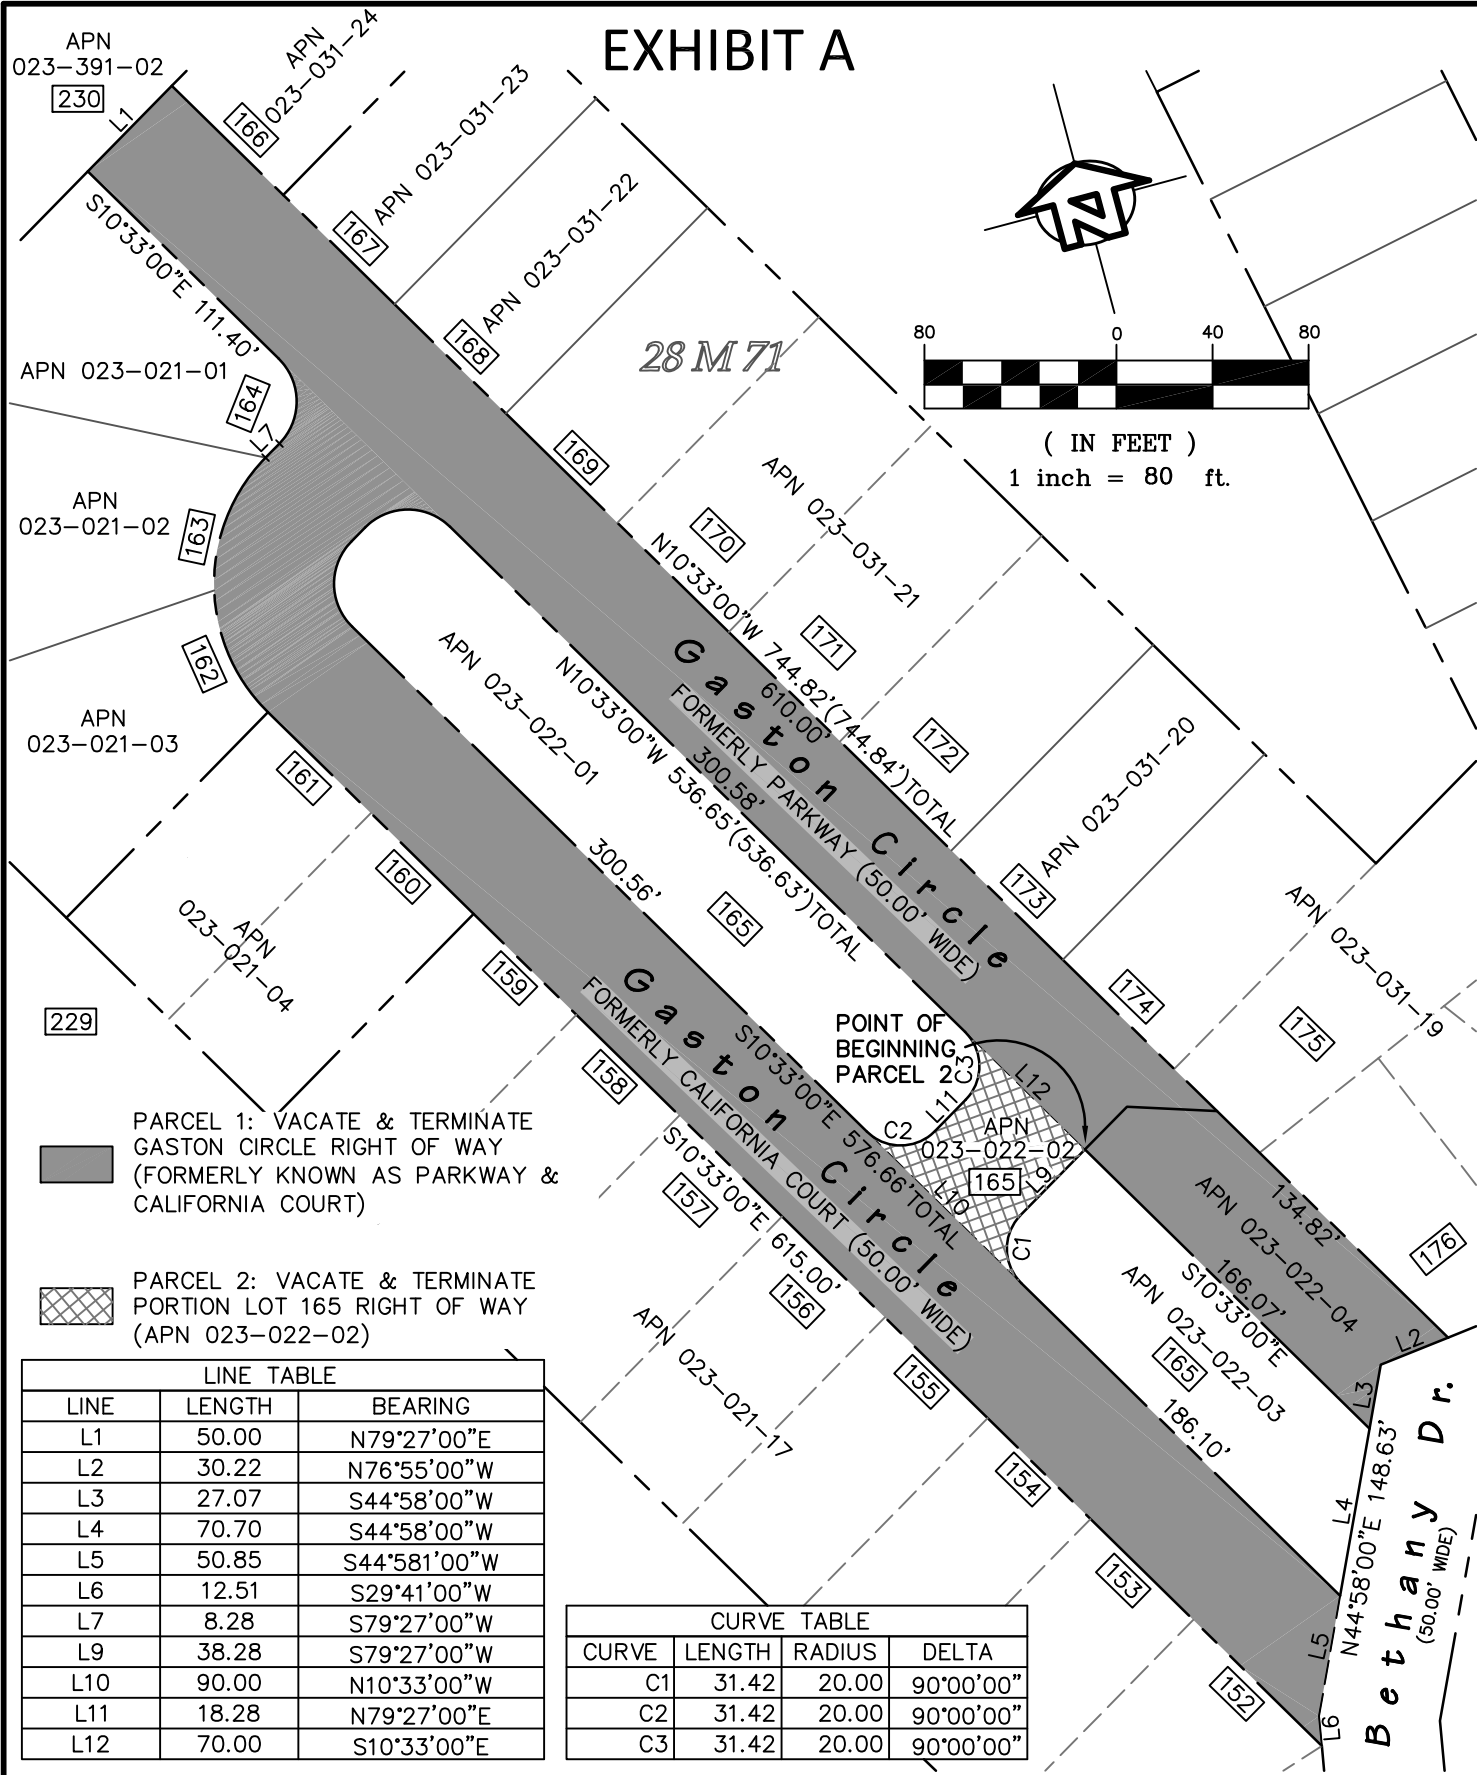 EXHIBIT A
APN
023-391-02
230
L1
166
APN
023-031-24
167
APN 023-031-23
168
APN 023-031-22
28 M 71
N
80 0 40 80
( IN FEET )
1 inch = 80 ft.
S10°33'00"E 111.40'
APN 023-021-01
164
L7
APN
023-021-02
163
162
APN
023-021-03
161
160
APN
023-021-04
159
229
158
157
156
155
154
153
152
169
170
APN 023-031-21
171
172
APN 023-031-20
173
174
APN 023-031-19
175
176
N10°33'00"W 744.82'(744.84')TOTAL
610.00'
Gaston Circle
FORMERLY PARKWAY (50.00' WIDE)
N10°33'00"W 536.65'(536.63')TOTAL
300.58'
APN 023-022-01
300.56'
165
Gaston Circle
FORMERLY CALIFORNIA COURT (50.00' WIDE)
S10°33'00"E 576.66'TOTAL
S10°33'00"E 615.00'
POINT OF
BEGINNING
PARCEL 2
C3
L12
L11
C2
APN
023-022-02
165
L9
L10
C1
134.82'
APN 023-022-04
166.07'
S10°33'00"E
APN 023-022-03
165
186.10'
L2
L3
L4
L5
L6
N44°58'00"E 148.63'
Bethany Dr.
(50.00' WIDE)
APN 023-021-17
PARCEL 1: VACATE & TERMINATE
GASTON CIRCLE RIGHT OF WAY
(FORMERLY KNOWN AS PARKWAY &
CALIFORNIA COURT)
PARCEL 2: VACATE & TERMINATE
PORTION LOT 165 RIGHT OF WAY
(APN 023-022-02)
LINE TABLE
LINE LENGTH BEARING
L1 50.00 N79°27'00"E
L2 30.22 N76°55'00"W
L3 27.07 S44°58'00"W
L4 70.70 S44°58'00"W
L5 50.85 S44°581'00"W
L6 12.51 S29°41'00"W
L7 8.28 S79°27'00"W
L9 38.28 S79°27'00"W
L10 90.00 N10°33'00"W
L11 18.28 N79°27'00"E
L12 70.00 S10°33'00"E
CURVE TABLE
CURVE LENGTH RADIUS DELTA
C1 31.42 20.00 90°00'00"
C2 31.42 20.00 90°00'00"
C3 31.42 20.00 90°00'00"